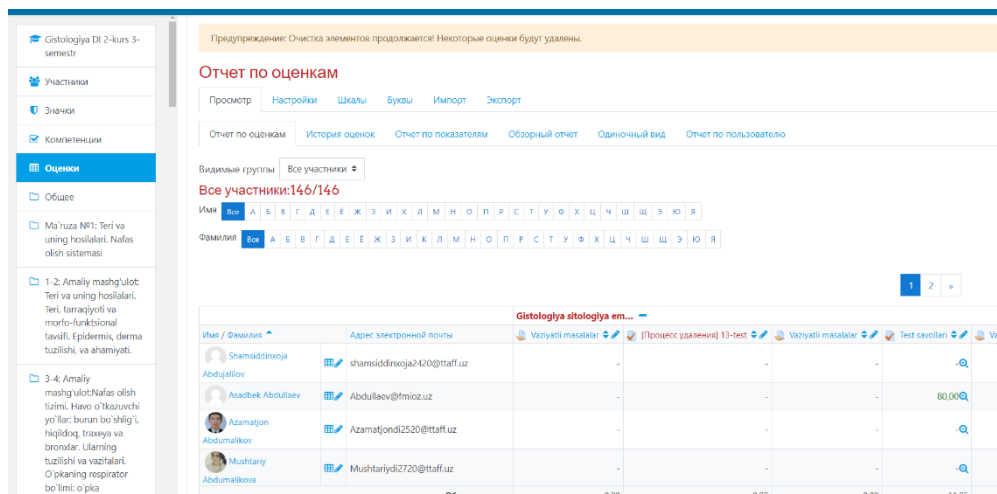 Gistologiya DI 2-kurs 3-
semestr
Участники
Значки
Компетенции
Оценки
Общее
Ma'ruza №1: Teri va
uning hosilalari. Nafas
olish sistemasi
1-2: Amaliy mashg'ulot:
Teri va uning hosilalari.
Teri, tarraqiyoti va
morfo-funktsional
tavsifi. Epidermis, derma
tuzilishi, va ahamiyati.
3-4: Amaliy
mashg'ulot:Nafas olish
tizimi. Havo o`tkazuvchi
yo`llar: burun bo`shlig`i,
hiqildoq, traxeya va
bronxlar. Ularning
tuzilishi va vazifalari.
O`pkaning respirator
bo`limi: o`pka
Предупреждение: Очистка элементов продолжается! Некоторые оценки будут удалены.
Отчет по оценкам
Просмотр Настройки Шкалы Буквы Импорт Экспорт
Отчет по оценкам История оценок Отчет по показателям Обзорный отчет Одиночный вид Отчет по пользователю
Видимые группы Все участники
Все участники:146/146
Имя Все А Б В Г Д Е Ё Ж З И К Л М Н О П Р С Т У Ф Х Ц Ч Ш Щ Э Ю Я
Фамилия Все А Б В Г Д Е Ё Ж З И К Л М Н О П Р С Т У Ф Х Ц Ч Ш Щ Э Ю Я
1 2 »
Gistologiya sitologiya em...
Имя / Фамилия Адрес электронной почты Vaziyatli masalalar [Процесс удаления] 13-test Vaziyatli masalalar Test savollari Va
Shamsiddinxoja
Abdujalilov shamsiddinxoja2420@ttaff.uz - - - -
Asadbek Abdullaev Abdullaev@fmioz.uz - - - 80,00
Azamatjon
Abdumalikov Azamatjondi2520@ttaff.uz - - - -
Mushtariy
Abdumalikova Mushtariydi2720@ttaff.uz - - - -